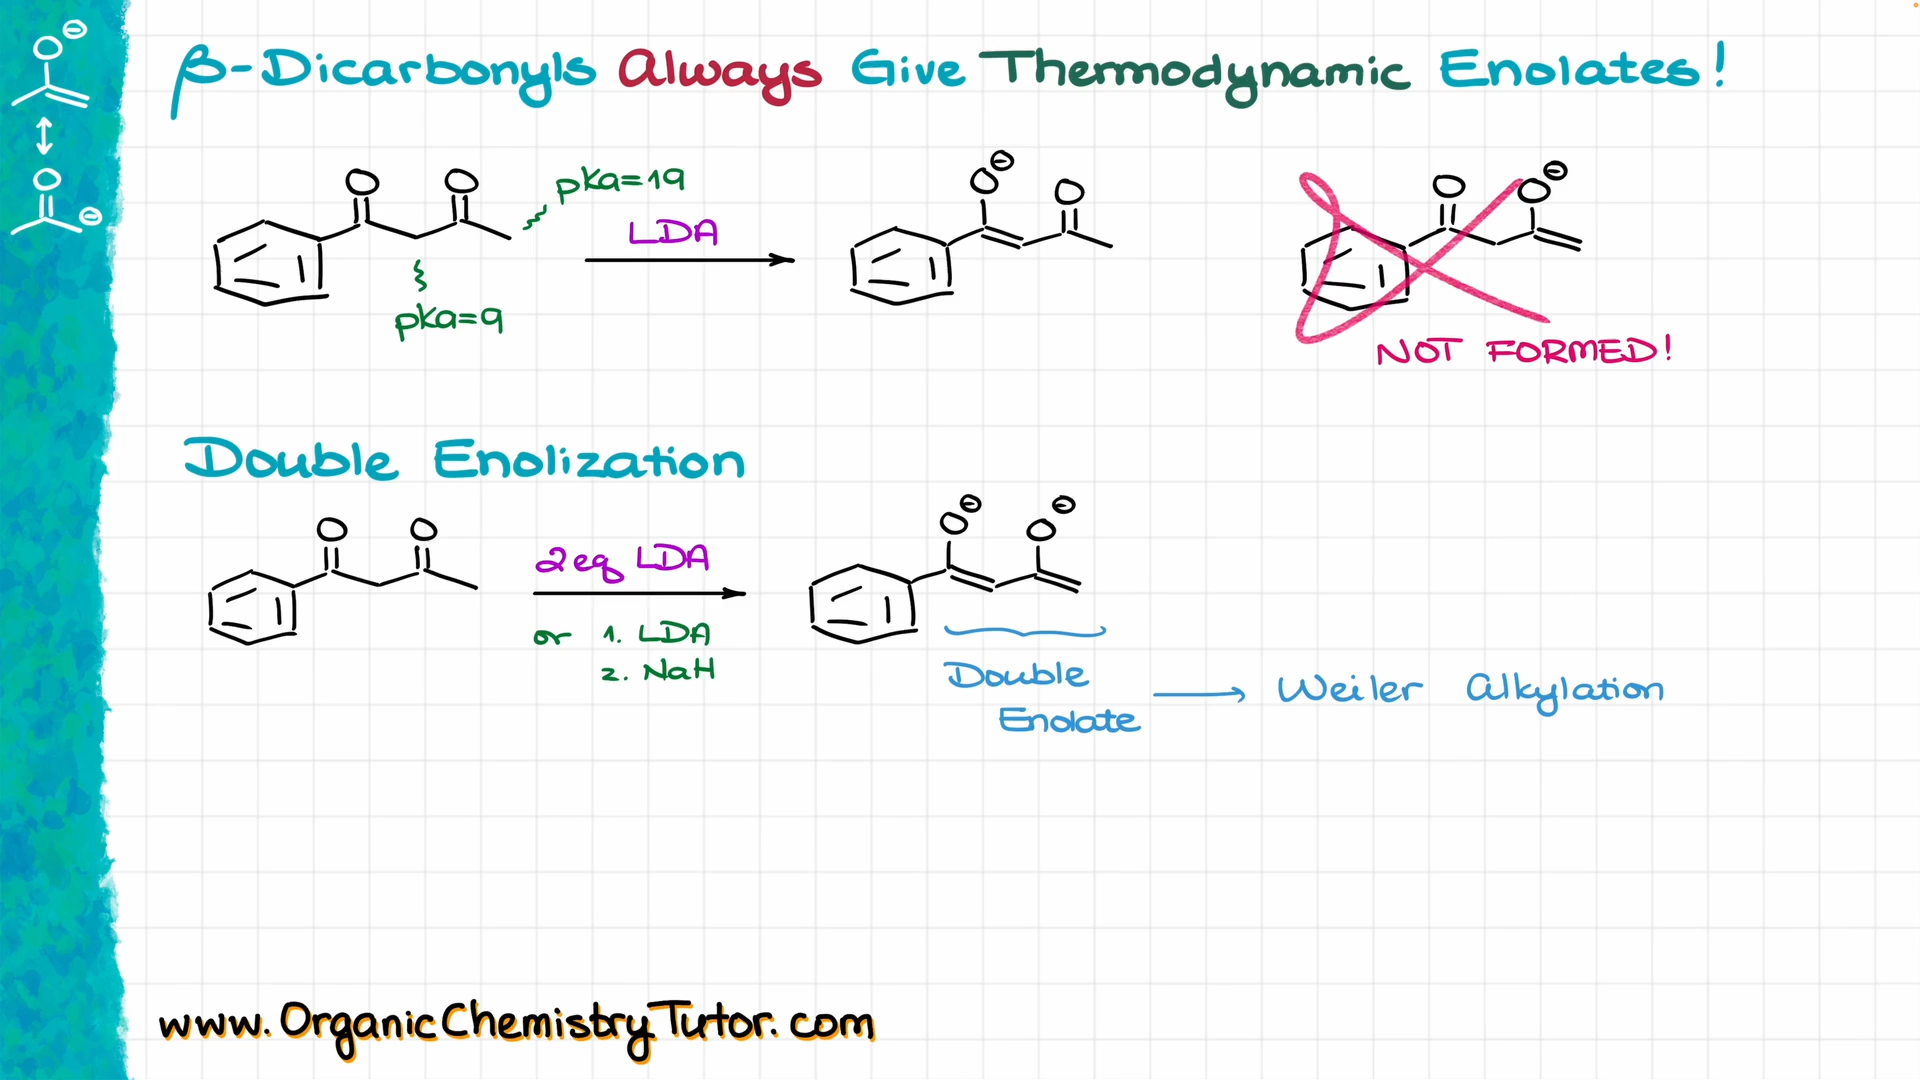 β-Dicarbonyls Always Give Thermodynamic Enolates!
O O⊖
O⊖
O O pKa=19 LDA O⊖ O O O⊖
pKa=9
NOT FORMED!
Double Enolization
O O 2eq LDA O⊖ O⊖
or 1. LDA
2. NaH
Double
Enolate → Weiler Alkylation
www.OrganicChemistryTutor.com